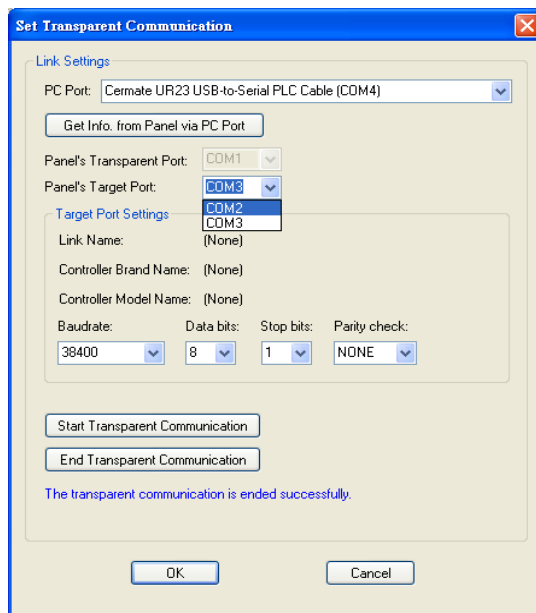 Set Transparent Communication
Link Settings
PC Port: Cermate UR23 USB-to-Serial PLC Cable (COM4)
Get Info. from Panel via PC Port
Panel's Transparent Port: COM1
Panel's Target Port: COM3
COM2
COM3
Target Port Settings
Link Name: (None)
Controller Brand Name: (None)
Controller Model Name: (None)
Baudrate: Data bits: Stop bits: Parity check:
38400 8 1 NONE
Start Transparent Communication
End Transparent Communication
The transparent communication is ended successfully.
OK Cancel